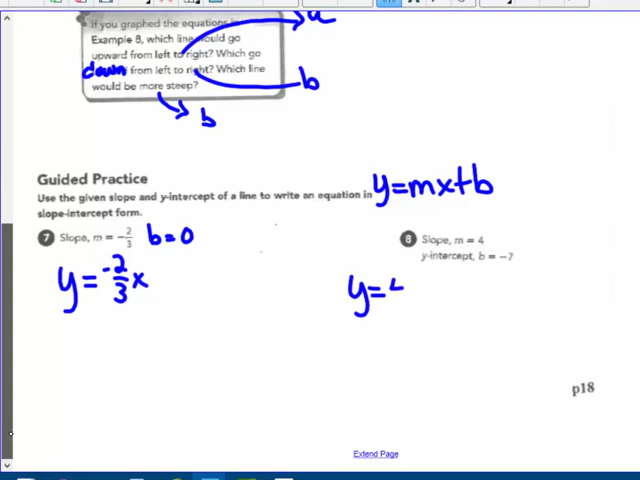 If you graphed the equations in
Example 8, which line would go
upward from left to right? Which go
down from left to right? Which line
would be more steep?
a
b
b
Guided Practice
Use the given slope and y-intercept of a line to write an equation in
slope-intercept form.
y=mx+b
7 Slope, m = -2/3 b=0
y=-2/3x
8 Slope, m = 4
y-intercept, b = -7
y=4
p18
Extend Page